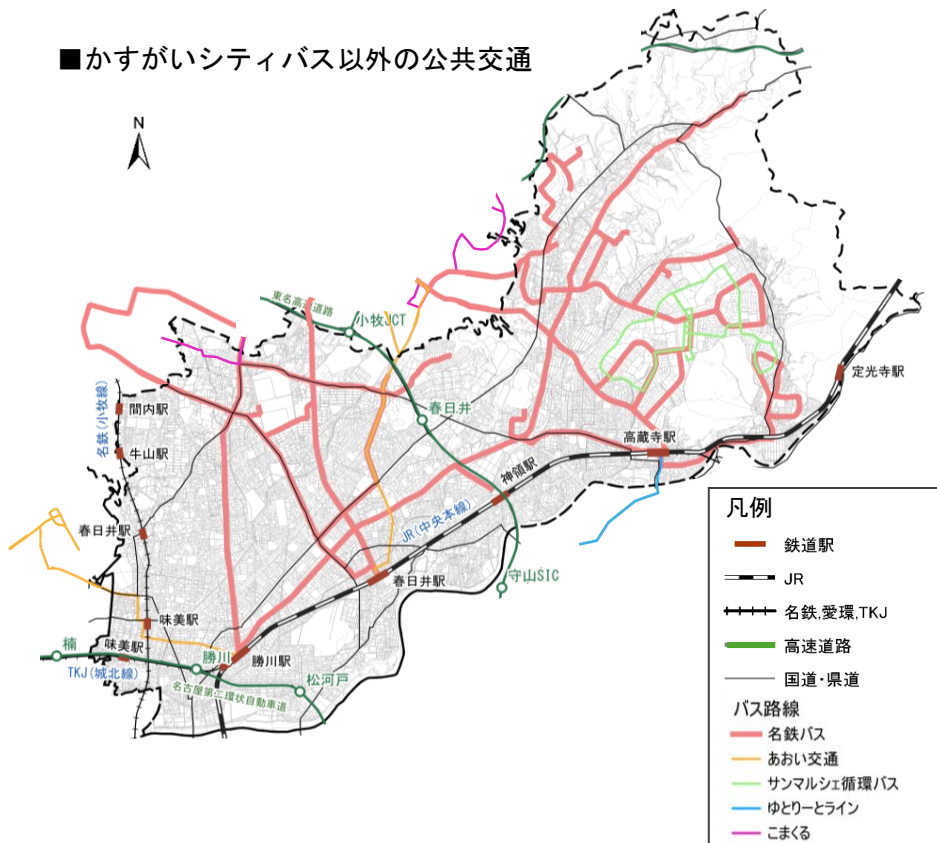 ■かすがいシティバス以外の公共交通
N
東名高速道路
小牧JCT
名鉄(小牧線)
間内駅
牛山駅
春日井
定光寺駅
高蔵寺駅
神領駅
JR(中央本線)
春日井駅
春日井駅
守山SIC
味美駅
楠
味美駅
勝川
勝川駅
TKJ(城北線)
松河戸
名古屋第二環状自動車道
凡例
鉄道駅
JR
名鉄,愛環,TKJ
高速道路
国道・県道
バス路線
名鉄バス
あおい交通
サンマルシェ循環バス
ゆとりーとライン
こまくる